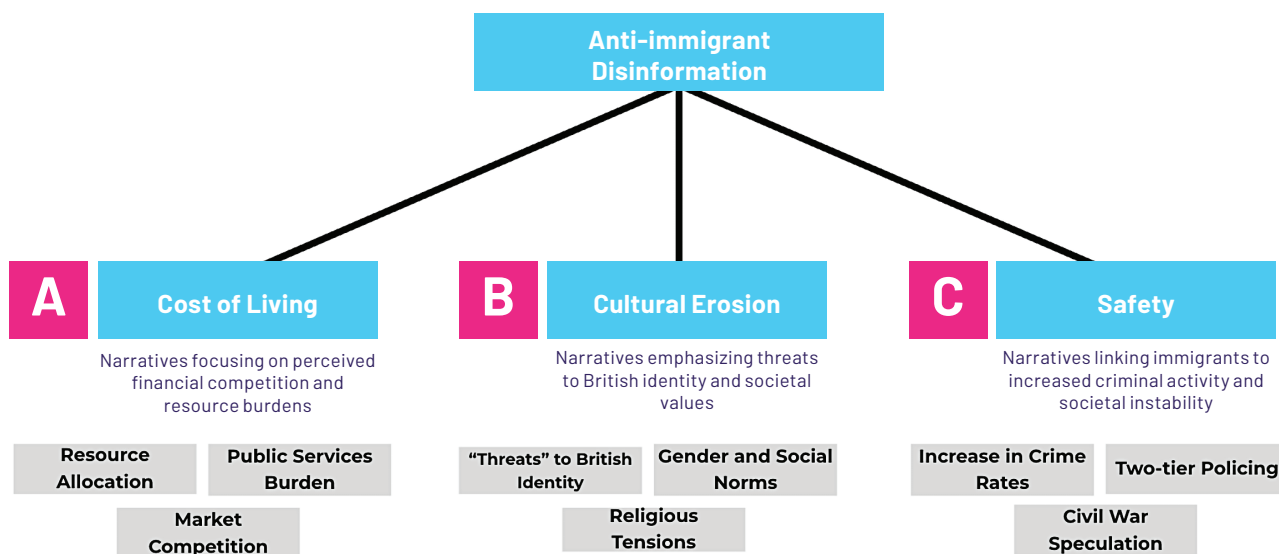 Anti-immigrant
Disinformation
A
Cost of Living
Narratives focusing on perceived
financial competition and
resource burdens
Resource
Allocation
Public Services
Burden
Market
Competition
B
Cultural Erosion
Narratives emphasizing threats
to British identity and societal
values
“Threats” to British
Identity
Gender and Social
Norms
Religious
Tensions
C
Safety
Narratives linking immigrants to
increased criminal activity and
societal instability
Increase in Crime
Rates
Two-tier Policing
Civil War
Speculation